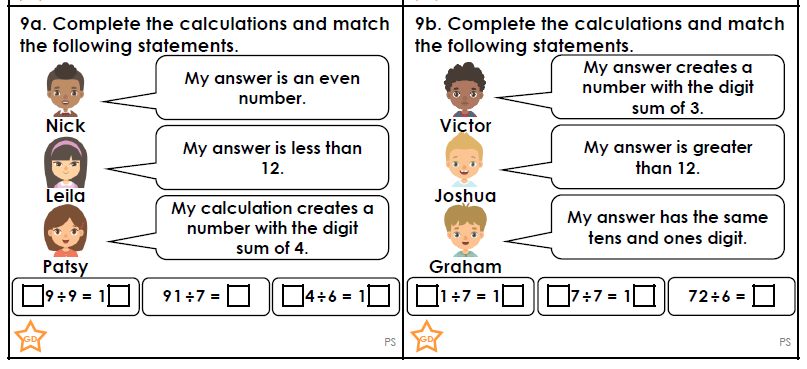 9a. Complete the calculations and match
the following statements.
My answer is an even
number.
Nick
My answer is less than
12.
Leila
My calculation creates a
number with the digit
sum of 4.
Patsy
□9÷9 = 1□
91÷7 = □
□4÷6 = 1□
GD
PS
9b. Complete the calculations and match
the following statements.
My answer creates a
number with the digit
sum of 3.
Victor
My answer is greater
than 12.
Joshua
My answer has the same
tens and ones digit.
Graham
□1÷7 = 1□
□7÷7 = 1□
72÷6 = □
GD
PS